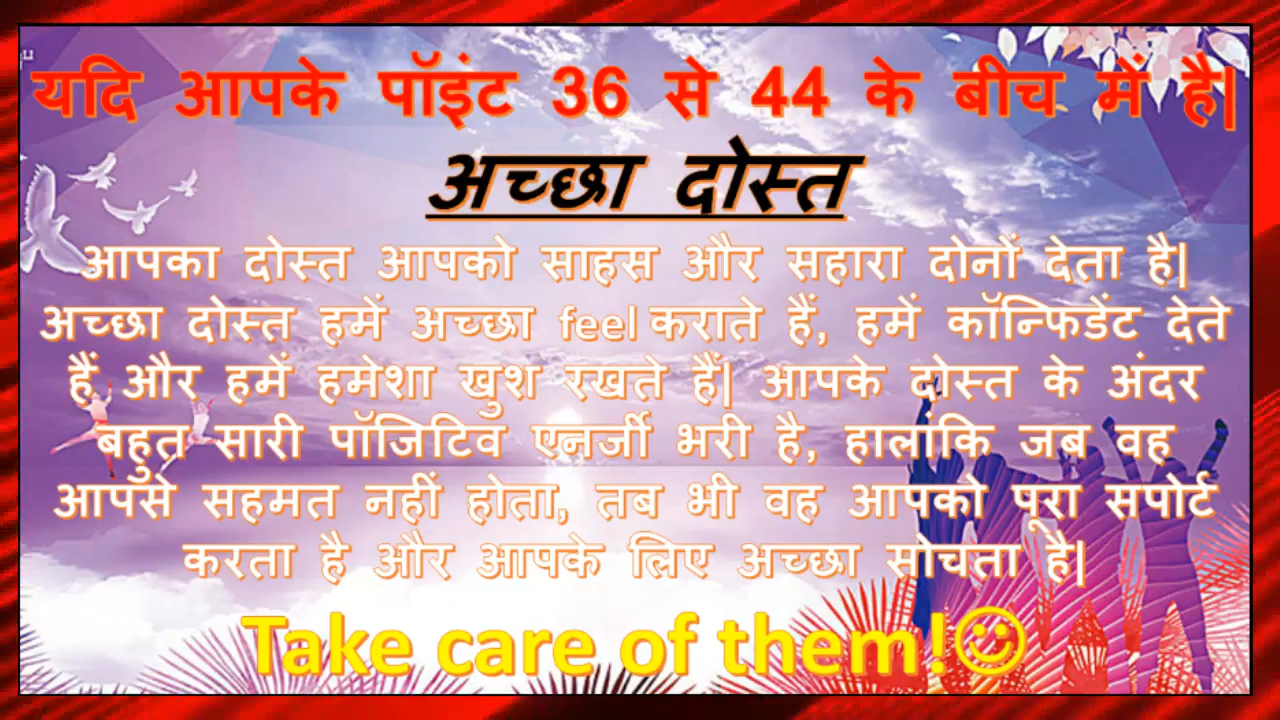 यदि आपके पॉइंट 36 से 44 के बीच में है|
अच्छा दोस्त
आपका दोस्त आपको साहस और सहारा दोनों देता है|
अच्छा दोस्त हमें अच्छा feel कराते हैं, हमें कॉन्फिडेंट देते
हैं और हमें हमेशा खुश रखते हैं| आपके दोस्त के अंदर
बहुत सारी पॉजिटिव एनर्जी भरी है, हालांकि जब वह
आपसे सहमत नहीं होता, तब भी वह आपको पूरा सपोर्ट
करता है और आपके लिए अच्छा सोचता है|
Take care of them!☺